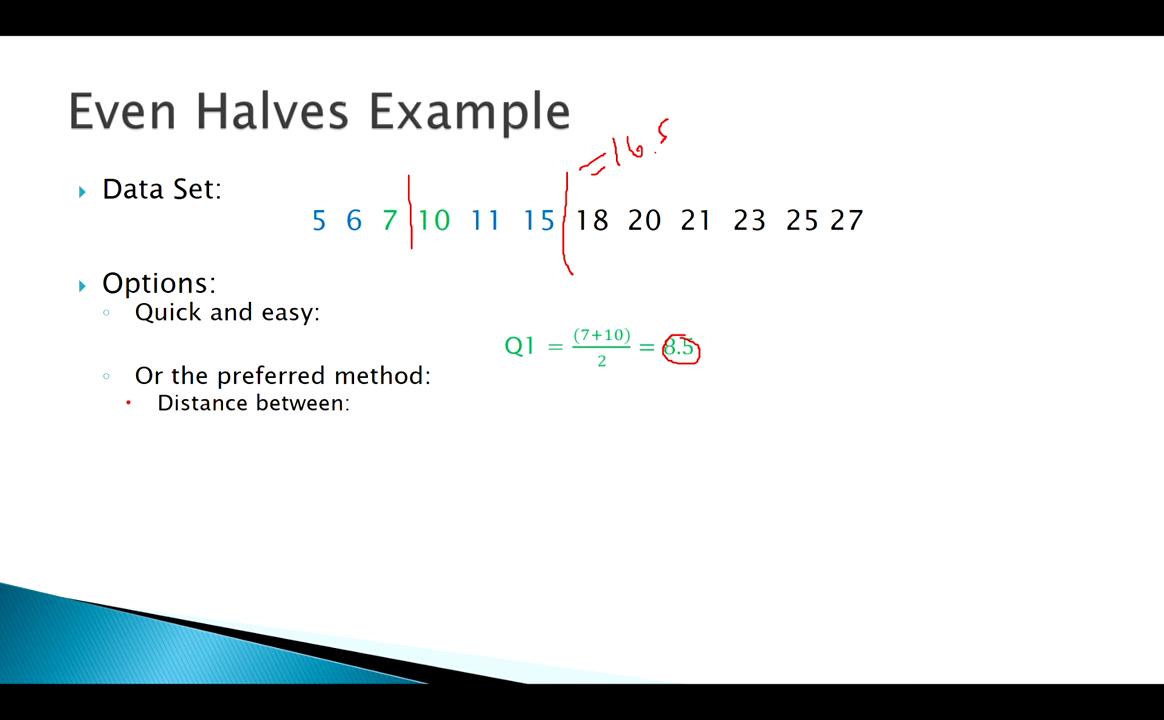 Even Halves Example
=16.5
Data Set:
5 6 7 10 11 15 18 20 21 23 25 27
Options:
Quick and easy:
Q1 = (7+10)/2 = 8.5
Or the preferred method:
Distance between: